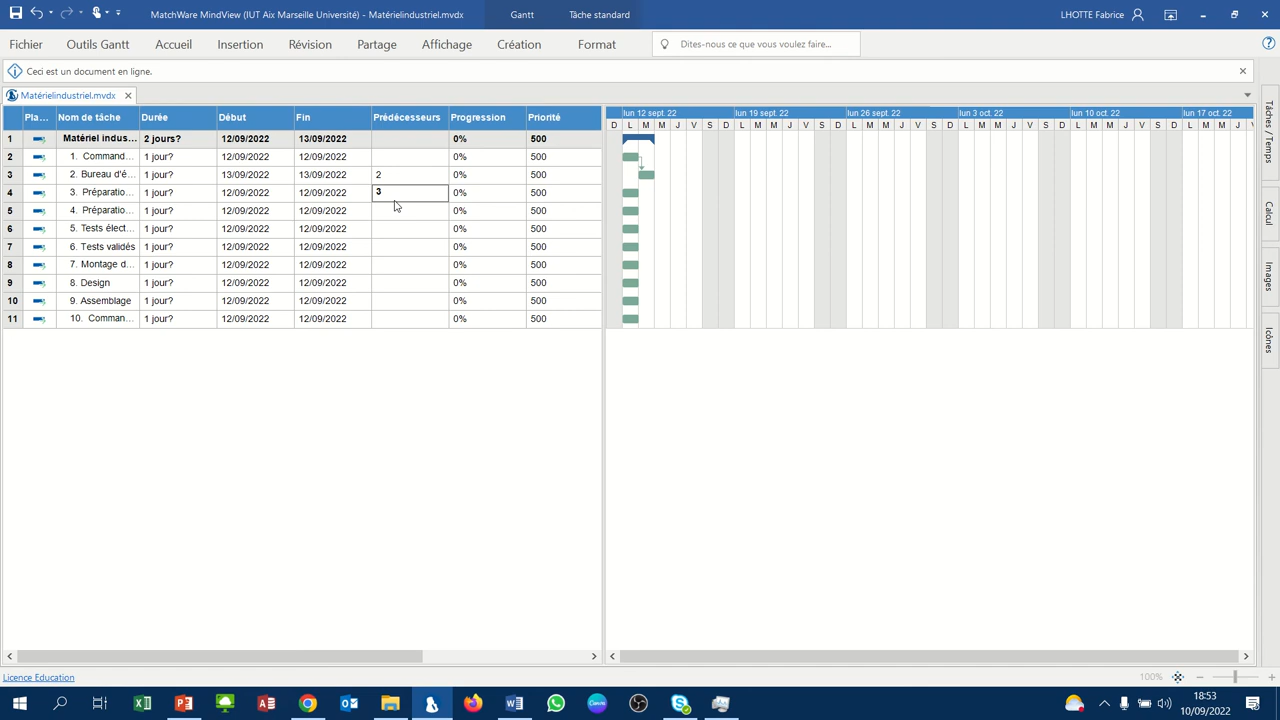 MatchWare MindView (IUT Aix Marseille Université) - Matérielindustriel.mvdx
Gantt
Tâche standard
LHOTTE Fabrice
Fichier
Outils Gantt
Accueil
Insertion
Révision
Partage
Affichage
Création
Format
Dites-nous ce que vous voulez faire...
Ceci est un document en ligne.
Matérielindustriel.mvdx
Pla... Nom de tâche Durée Début Fin Prédécesseurs Progression Priorité
1 Matériel indus... 2 jours? 12/09/2022 13/09/2022 0% 500
2 1. Command... 1 jour? 12/09/2022 12/09/2022 0% 500
3 2. Bureau d'é... 1 jour? 13/09/2022 13/09/2022 2 0% 500
4 3. Préparatio... 1 jour? 12/09/2022 12/09/2022 3 0% 500
5 4. Préparatio... 1 jour? 12/09/2022 12/09/2022 0% 500
6 5. Tests élect... 1 jour? 12/09/2022 12/09/2022 0% 500
7 6. Tests validés 1 jour? 12/09/2022 12/09/2022 0% 500
8 7. Montage d... 1 jour? 12/09/2022 12/09/2022 0% 500
9 8. Design 1 jour? 12/09/2022 12/09/2022 0% 500
10 9. Assemblage 1 jour? 12/09/2022 12/09/2022 0% 500
11 10. Comman... 1 jour? 12/09/2022 12/09/2022 0% 500
lun 12 sept. 22 lun 19 sept. 22 lun 26 sept. 22 lun 3 oct. 22 lun 10 oct. 22 lun 17 oct. 22
D L M M J V S D L M M J V S D L M M J V S D L M M J V S D L M M J V S D L M M J V
Tâches / Temps
Calcul
Images
Icônes
Licence Education
100%
18:53
10/09/2022